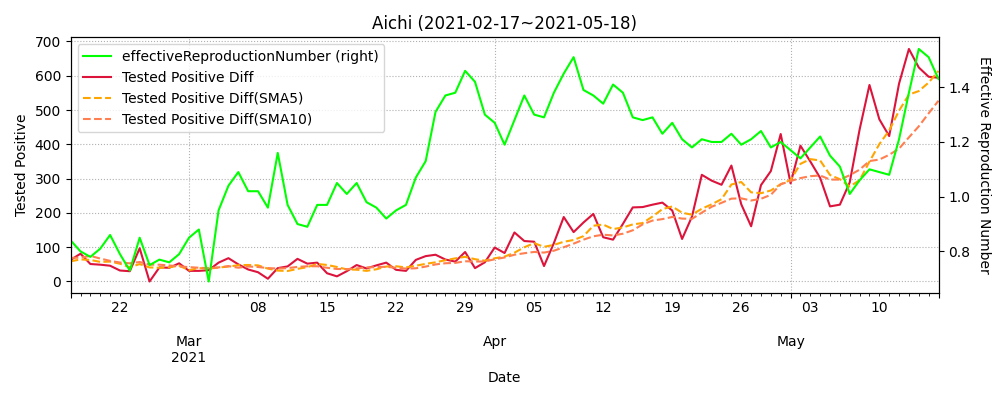 Aichi (2021-02-17~2021-05-18)
effectiveReproductionNumber (right)
Tested Positive Diff
Tested Positive Diff(SMA5)
Tested Positive Diff(SMA10)
Tested Positive
700
600
500
400
300
200
100
0
Effective Reproduction Number
1.4
1.2
1.0
0.8
22 08 15 22 29 05 12 19 26 03 10
Mar Apr May
2021
Date